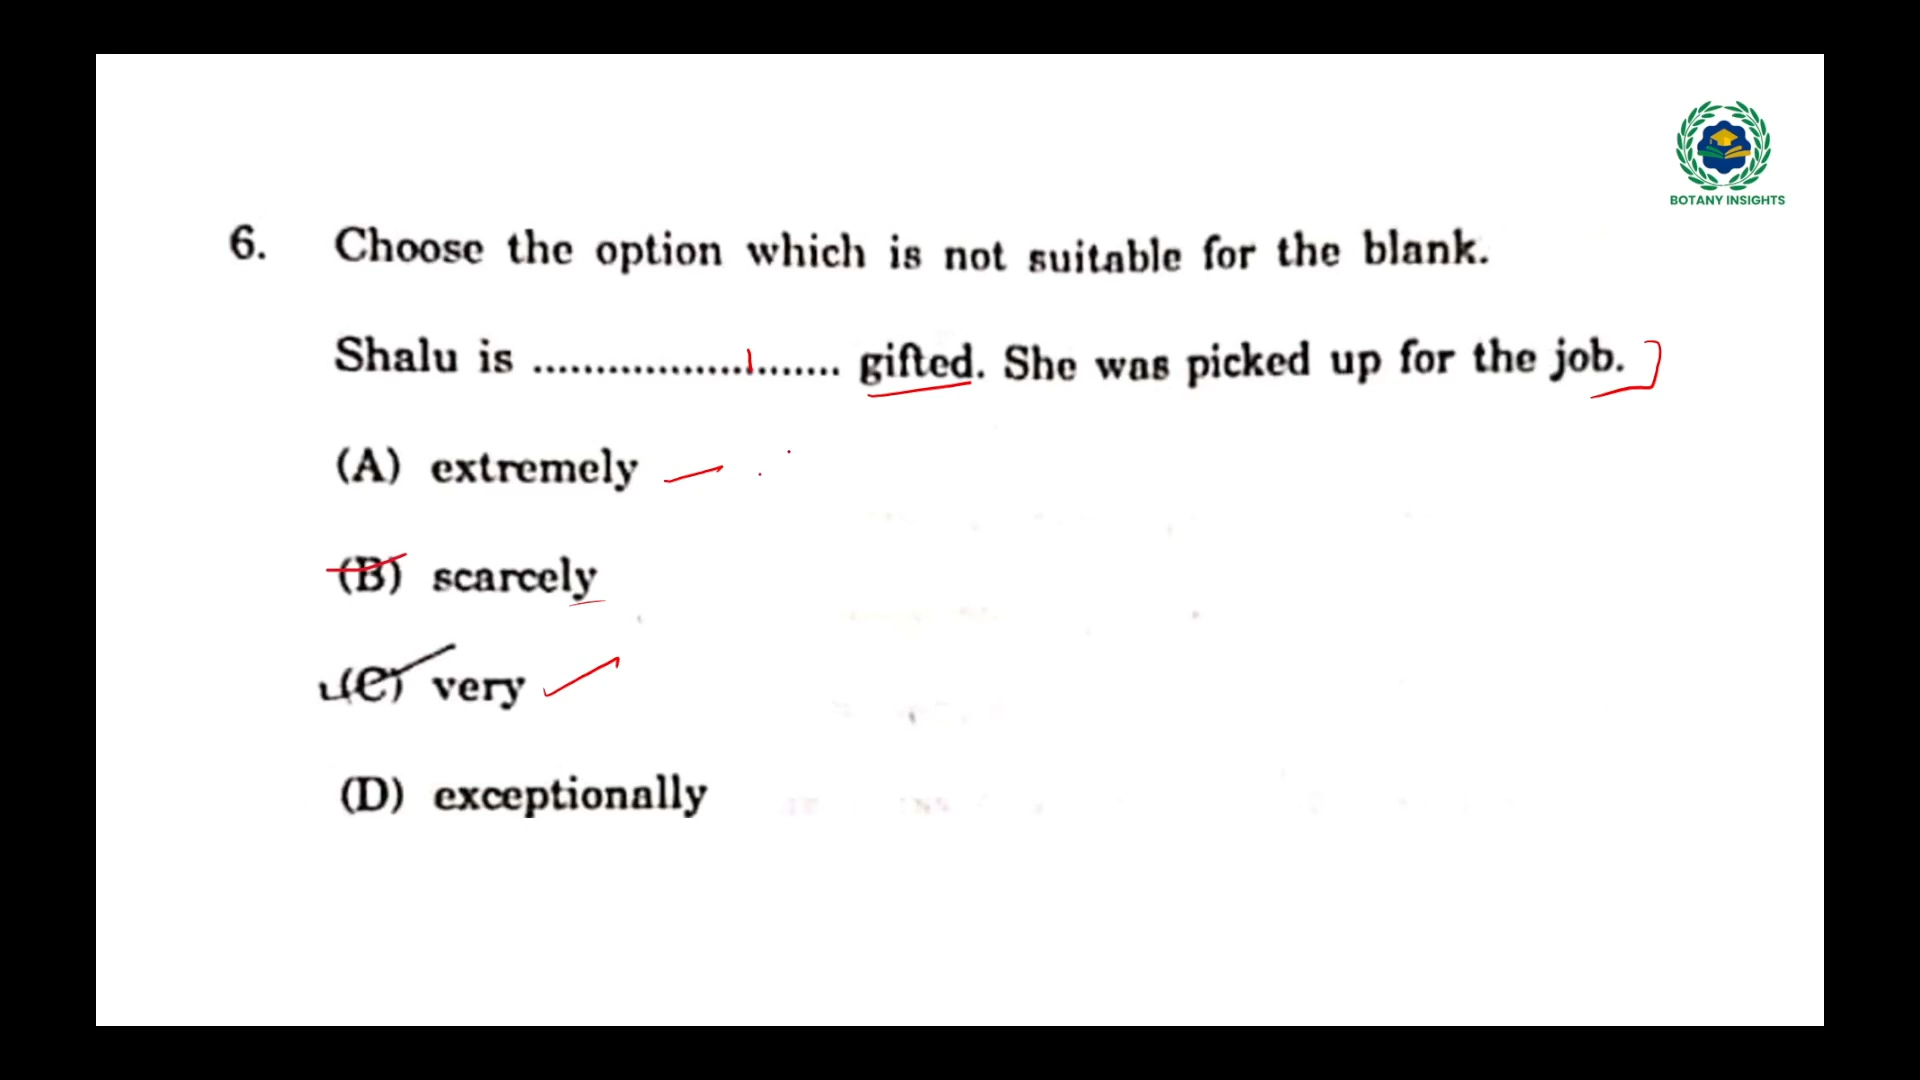 BOTANY INSIGHTS
6. Choose the option which is not suitable for the blank.
Shalu is ........................ gifted. She was picked up for the job.
(A) extremely
(B) scarcely
(C) very
(D) exceptionally